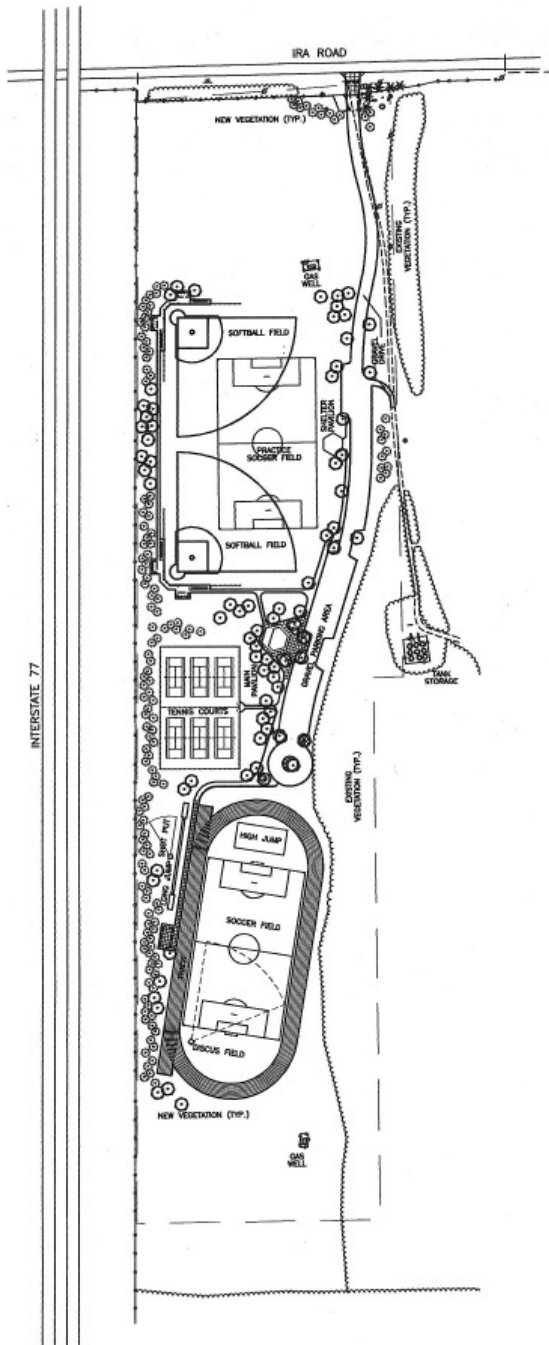 IRA ROAD
NEW VEGETATION (TYP.)
EXISTING
VEGETATION (TYP.)
GAS
WELL
GRAVEL
DRIVE
SOFTBALL FIELD
SHELTER
PAVILION
PRACTICE
SOCCER FIELD
SOFTBALL FIELD
GRAVEL PARKING AREA
MAIN
PAVILION
TANK
STORAGE
INTERSTATE 77
TENNIS COURTS
EXISTING
VEGETATION (TYP.)
SHOT PUT
LONG JUMP
HIGH JUMP
SOCCER FIELD
DISCUS FIELD
NEW VEGETATION (TYP.)
GAS
WELL